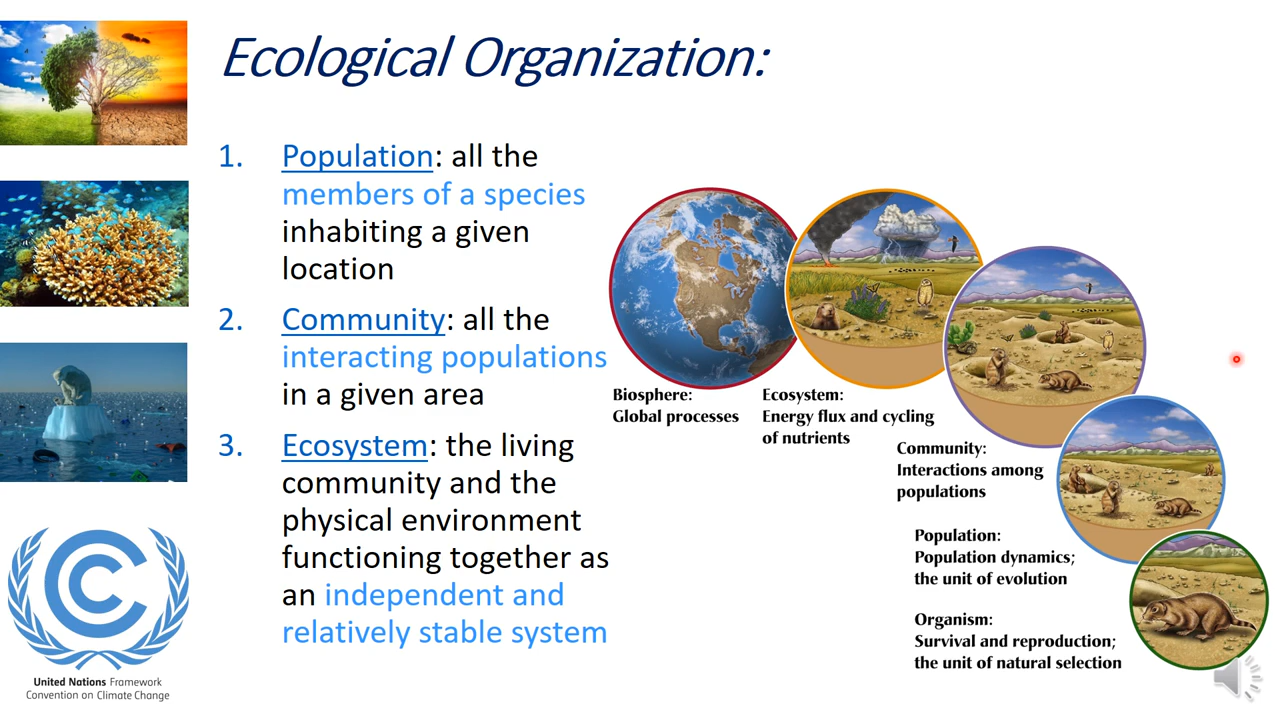 Ecological Organization:
1. Population: all the
members of a species
inhabiting a given
location
2. Community: all the
interacting populations
in a given area
3. Ecosystem: the living
community and the
physical environment
functioning together as
an independent and
relatively stable system
Biosphere:
Global processes
Ecosystem:
Energy flux and cycling
of nutrients
Community:
Interactions among
populations
Population:
Population dynamics;
the unit of evolution
Organism:
Survival and reproduction;
the unit of natural selection
United Nations Framework
Convention on Climate Change